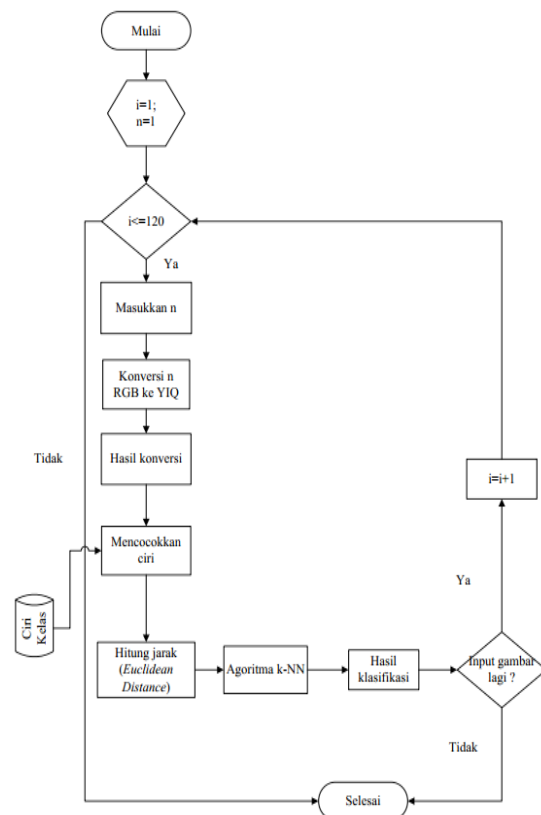 Mulai
i=1;
n=1
i<=120
Ya
Masukkan n
Konversi n
RGB ke YIQ
Hasil konversi
Tidak
i=i+1
Mencocokkan
ciri
Ya
Ciri
Kelas
Hitung jarak
(Euclidean
Distance)
Agoritma k-NN
Hasil
klasifikasi
Input gambar
lagi ?
Tidak
Selesai